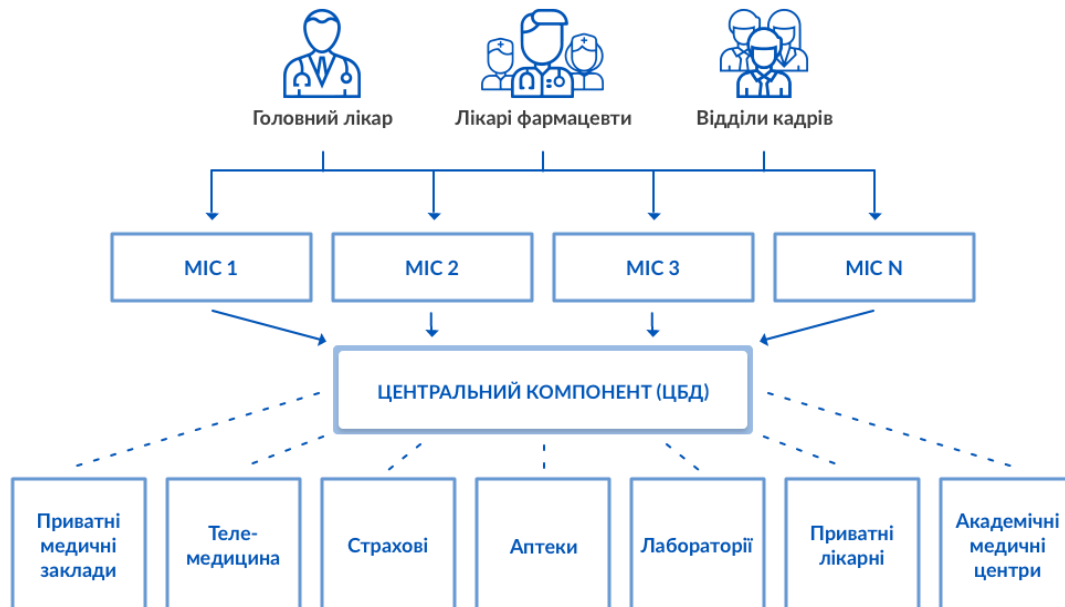 Головний лікар
Лікарі фармацевти
Відділи кадрів
МІС 1
МІС 2
МІС 3
МІС N
ЦЕНТРАЛЬНИЙ КОМПОНЕНТ (ЦБД)
Приватні
медичні
заклади
Теле-
медицина
Страхові
Аптеки
Лабораторії
Приватні
лікарні
Академічні
медичні
центри